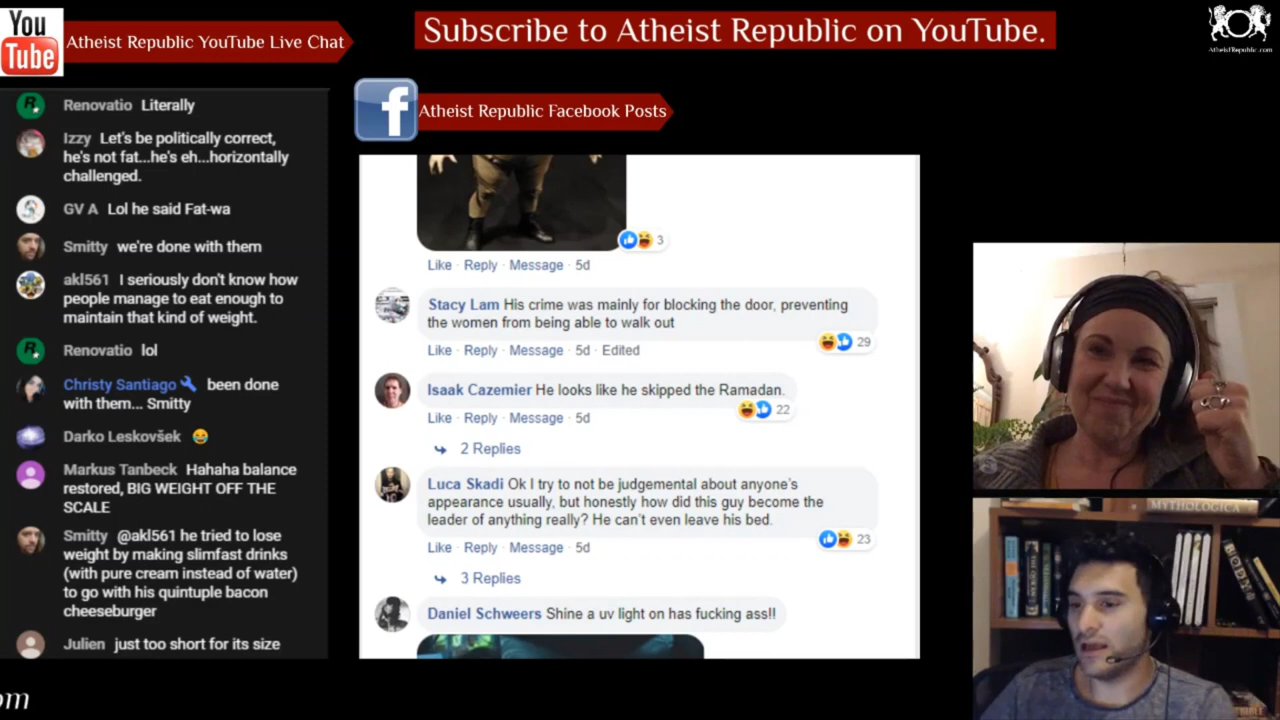 You
Tube
Atheist Republic YouTube Live Chat
Subscribe to Atheist Republic on YouTube.
AtheistRepublic.com
Atheist Republic Facebook Posts
Renovatio Literally
Izzy Let's be politically correct,
he's not fat...he's eh...horizontally
challenged.
GV A Lol he said Fat-wa
Smitty we're done with them
akl561 I seriously don't know how
people manage to eat enough to
maintain that kind of weight.
Renovatio lol
Christy Santiago been done
with them... Smitty
Darko Leskovšek 😂
Markus Tanbeck Hahaha balance
restored, BIG WEIGHT OFF THE
SCALE
Smitty @akl561 he tried to lose
weight by making slimfast drinks
(with pure cream instead of water)
to go with his quintuple bacon
cheeseburger
Julien just too short for its size
3
Like · Reply · Message · 5d
Stacy Lam His crime was mainly for blocking the door, preventing
the women from being able to walk out
29
Like · Reply · Message · 5d · Edited
Isaak Cazemier He looks like he skipped the Ramadan.
22
Like · Reply · Message · 5d
2 Replies
Luca Skadi Ok I try to not be judgemental about anyone's
appearance usually, but honestly how did this guy become the
leader of anything really? He can't even leave his bed.
23
Like · Reply · Message · 5d
3 Replies
Daniel Schweers Shine a uv light on has fucking ass!!
MYTHOLOGICA
om